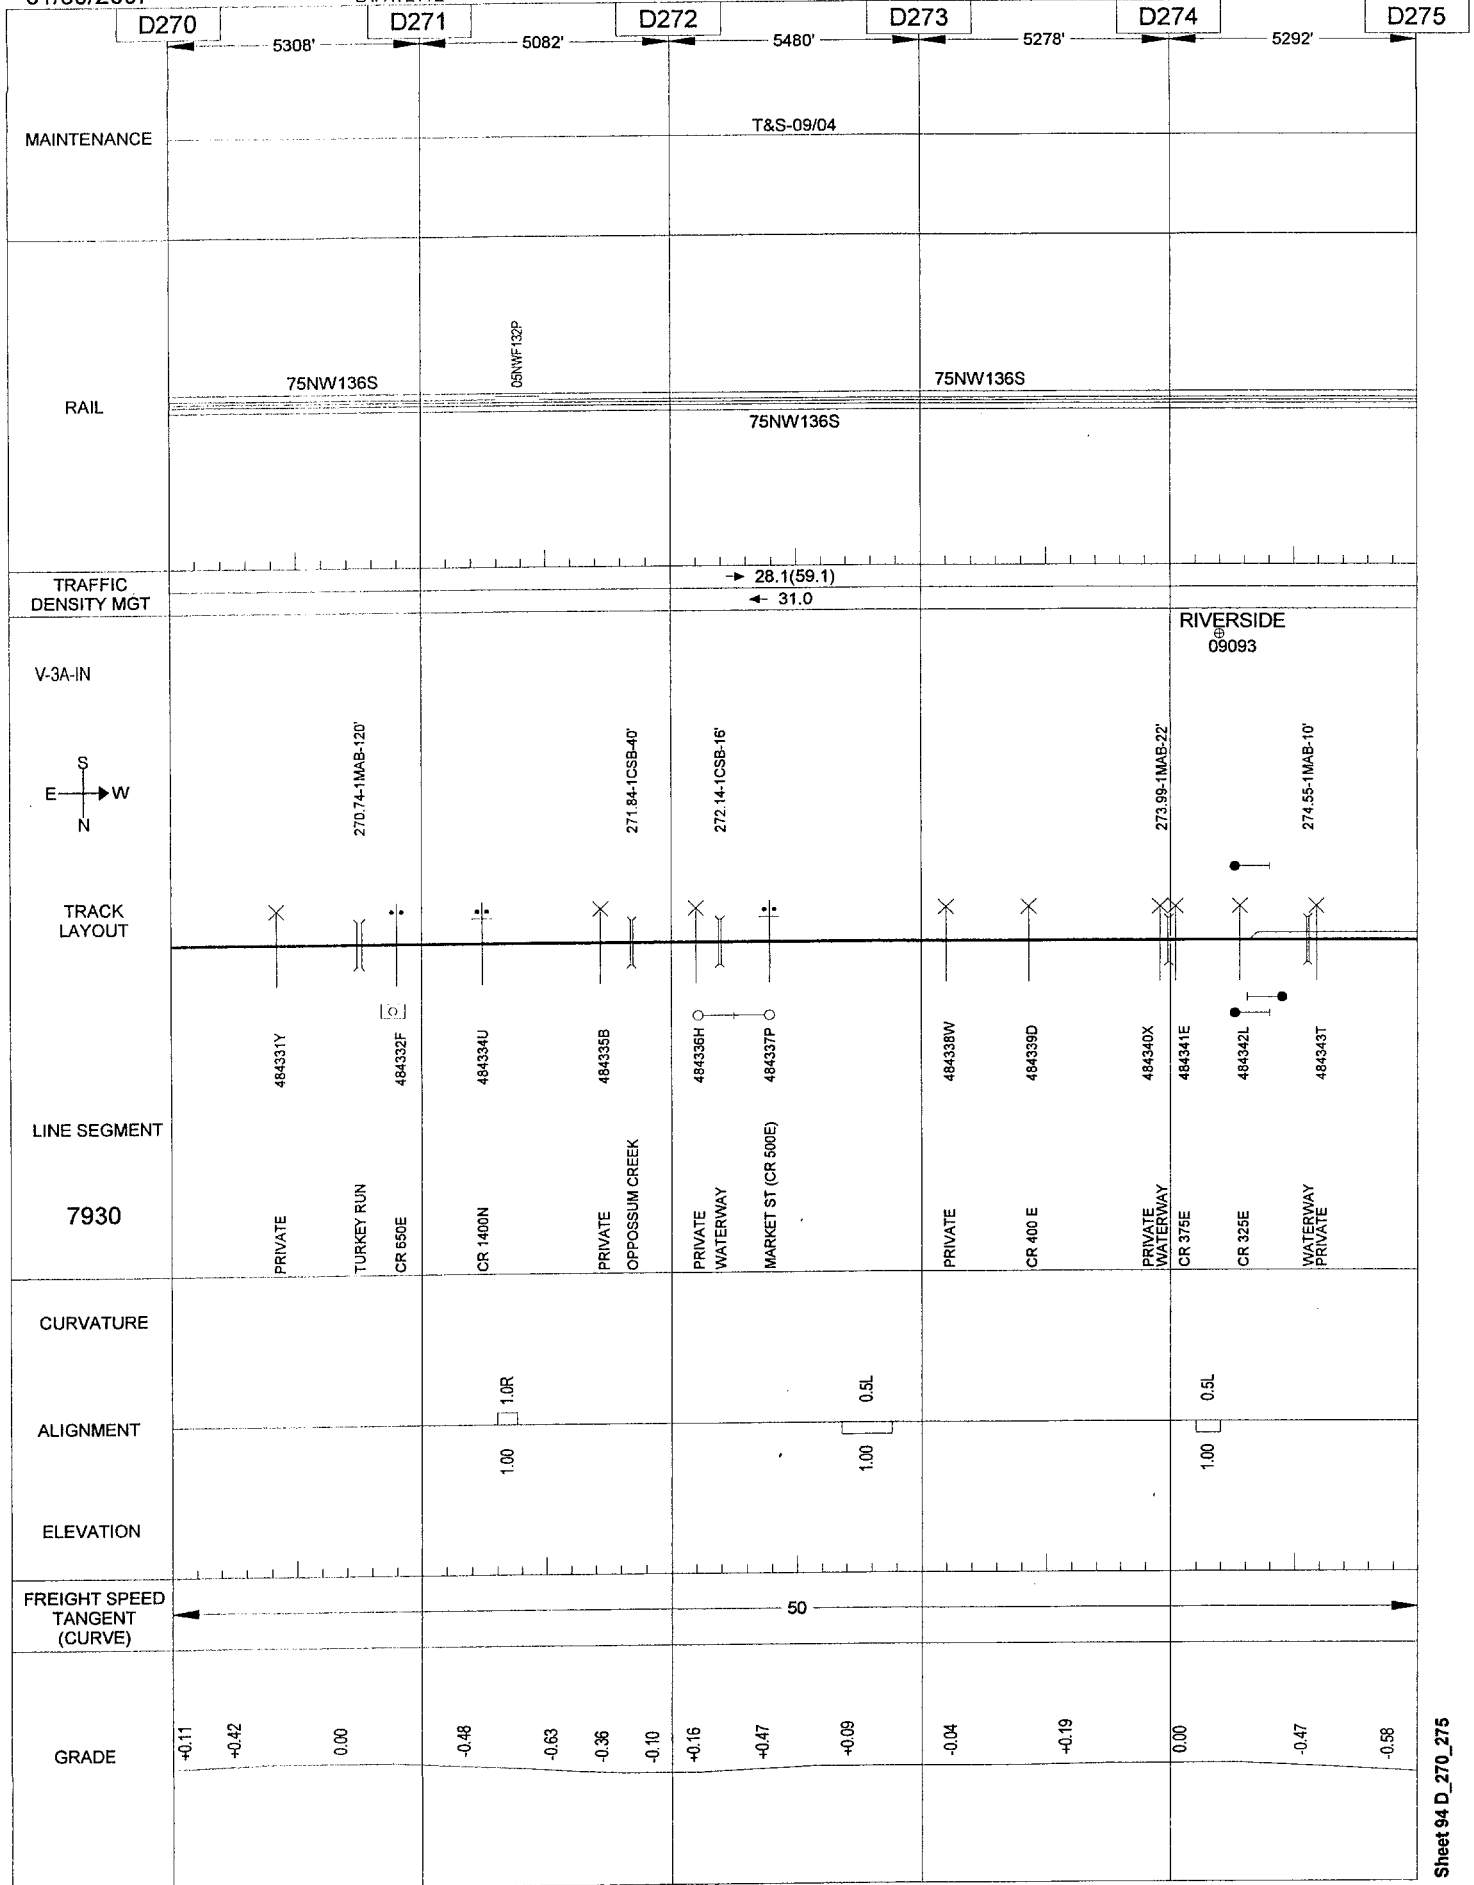 D270
D271
D272
D273
D274
D275
5308'
5082'
5480'
5278'
5292'
MAINTENANCE
T&S-09/04
RAIL
75NW136S
05NWF132P
75NW136S
75NW136S
TRAFFIC
DENSITY MGT
28.1(59.1)
31.0
RIVERSIDE
09093
V-3A-IN
S
E W
N
270.74-1MAB-120'
271.84-1CSB-40'
272.14-1CSB-16'
273.99-1MAB-22'
274.55-1MAB-10'
TRACK
LAYOUT
484331Y
484332F
484334U
484335B
484336H
484337P
484338W
484339D
484340X
484341E
484342L
484343T
LINE SEGMENT
7930
PRIVATE
TURKEY RUN
CR 650E
CR 1400N
PRIVATE
OPPOSSUM CREEK
PRIVATE
WATERWAY
MARKET ST (CR 500E)
PRIVATE
CR 400 E
PRIVATE
WATERWAY
CR 375E
CR 325E
WATERWAY
PRIVATE
CURVATURE
1.0R
0.5L
0.5L
ALIGNMENT
1.00
1.00
1.00
ELEVATION
FREIGHT SPEED
TANGENT
(CURVE)
50
GRADE
+0.11
+0.42
0.00
-0.48
-0.63
-0.36
-0.10
+0.16
+0.47
+0.09
-0.04
+0.19
0.00
-0.47
-0.58
Sheet 94 D_270_275